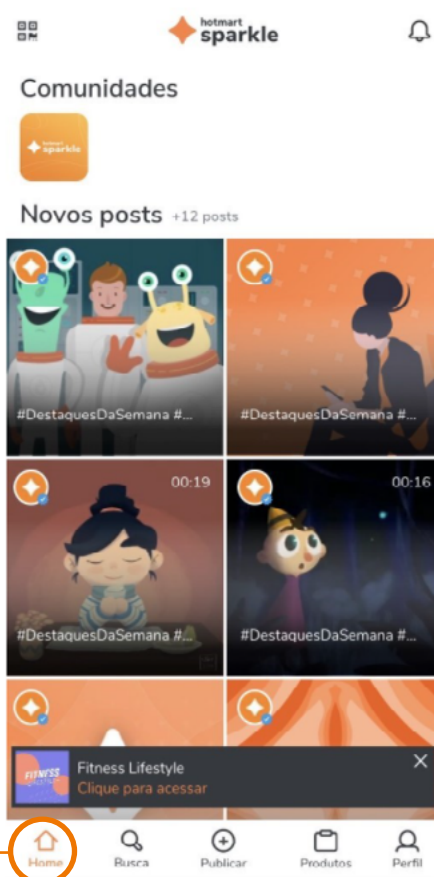 hotmart
sparkle
Comunidades
hotmart
sparkle
Novos posts +12 posts
#DestaquesDaSemana #...
#DestaquesDaSemana #...
00:19
00:16
#DestaquesDaSemana #...
#DestaquesDaSemana #...
FITNESS
Fitness Lifestyle
Clique para acessar
Home
Busca
Publicar
Produtos
Perfil